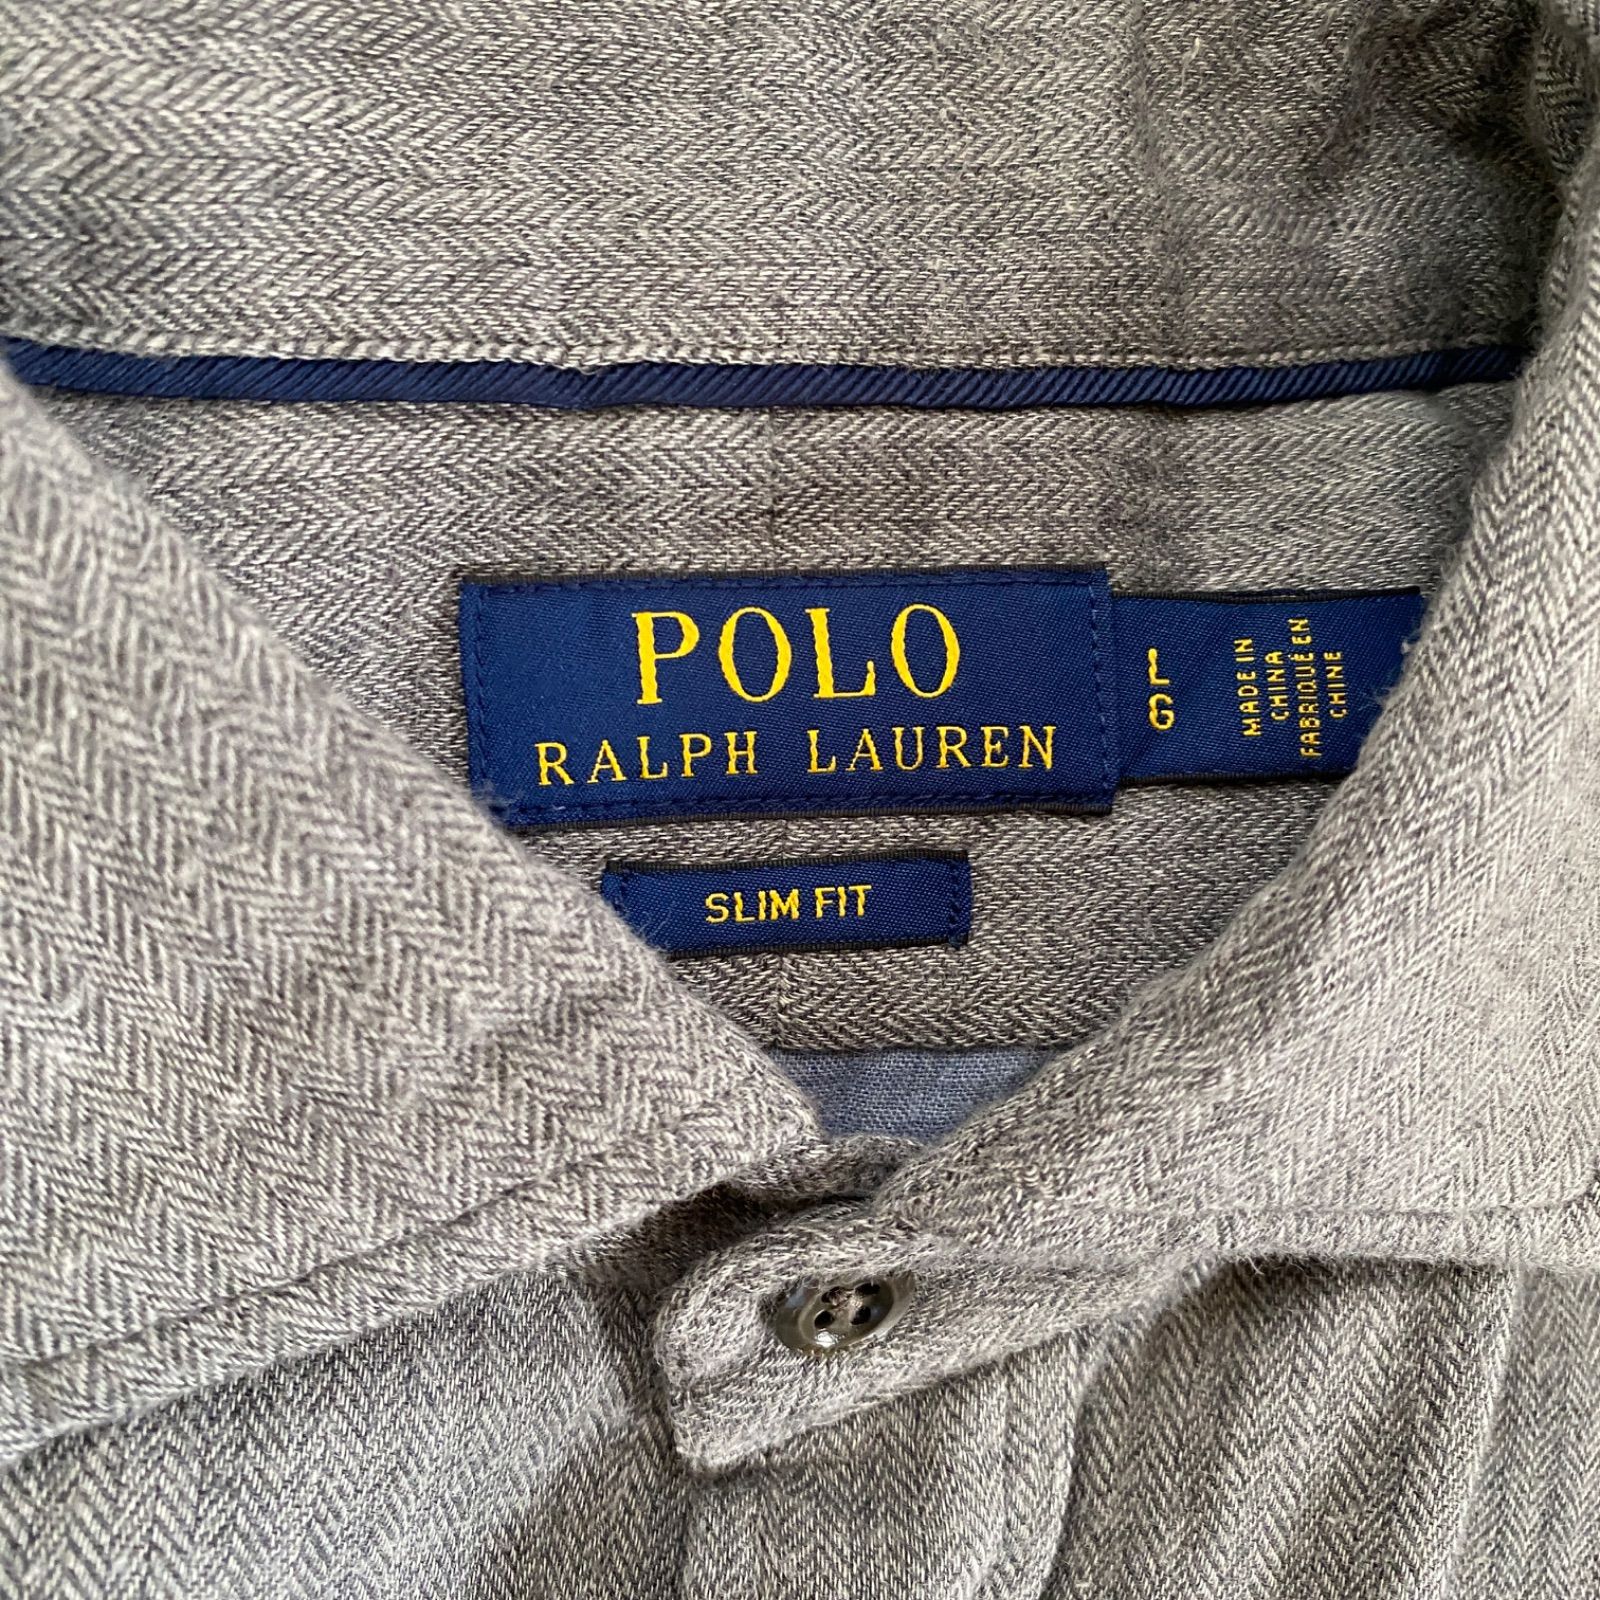 POLO
RALPH LAUREN
L
G
MADE IN
CHINA
FABRIQUÉ EN
CHINE
SLIM FIT